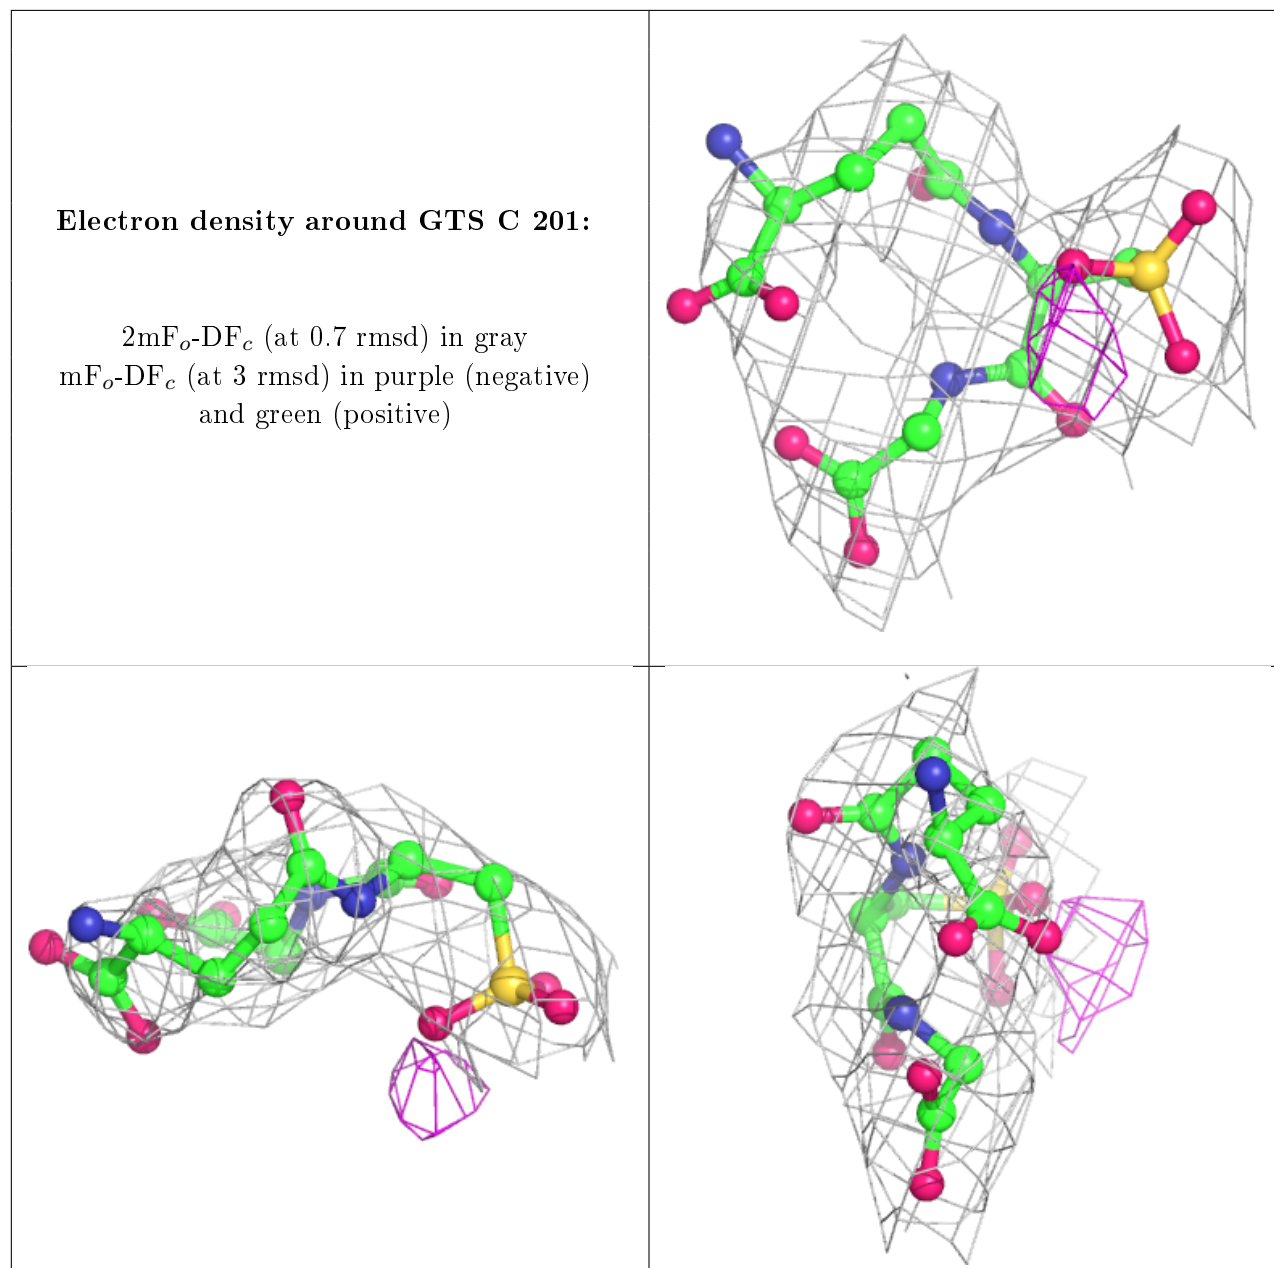 Electron density around GTS C 201:
2mFₒ-DF𝒸 (at 0.7 rmsd) in gray
mFₒ-DF𝒸 (at 3 rmsd) in purple (negative)
and green (positive)